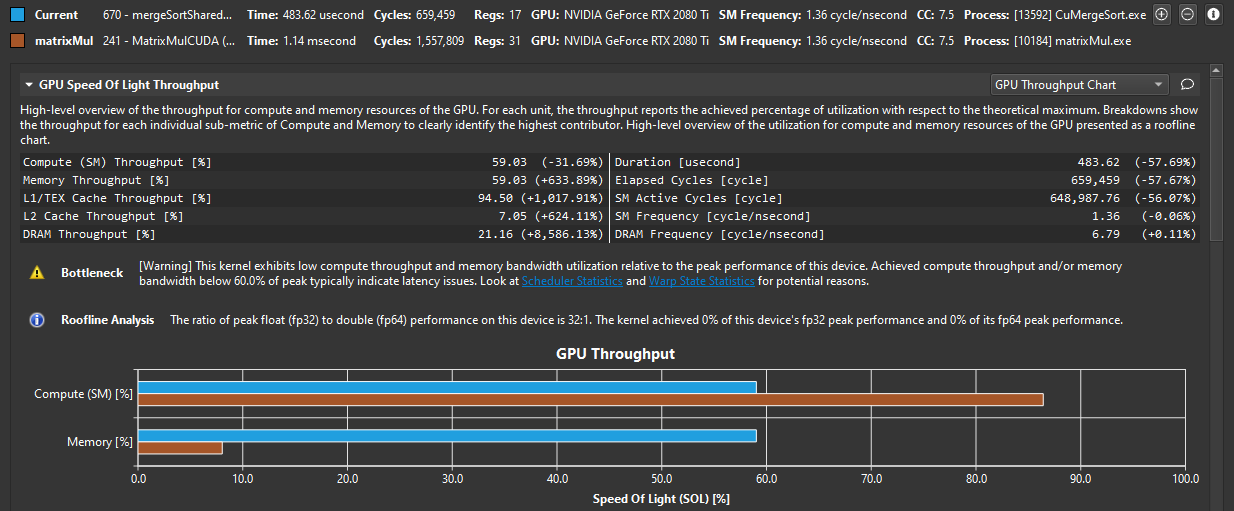 Current 670 - mergeSortShared... Time: 483.62 usecond Cycles: 659,459 Regs: 17 GPU: NVIDIA GeForce RTX 2080 Ti SM Frequency: 1.36 cycle/nsecond CC: 7.5 Process: [13592] CuMergeSort.exe
matrixMul 241 - MatrixMulCUDA (... Time: 1.14 msecond Cycles: 1,557,809 Regs: 31 GPU: NVIDIA GeForce RTX 2080 Ti SM Frequency: 1.36 cycle/nsecond CC: 7.5 Process: [10184] matrixMul.exe
GPU Speed Of Light Throughput GPU Throughput Chart
High-level overview of the throughput for compute and memory resources of the GPU. For each unit, the throughput reports the achieved percentage of utilization with respect to the theoretical maximum. Breakdowns show
the throughput for each individual sub-metric of Compute and Memory to clearly identify the highest contributor. High-level overview of the utilization for compute and memory resources of the GPU presented as a roofline
chart.
Compute (SM) Throughput [%] 59.03 (-31.69%) Duration [usecond] 483.62 (-57.69%)
Memory Throughput [%] 59.03 (+633.89%) Elapsed Cycles [cycle] 659,459 (-57.67%)
L1/TEX Cache Throughput [%] 94.50 (+1,017.91%) SM Active Cycles [cycle] 648,987.76 (-56.07%)
L2 Cache Throughput [%] 7.05 (+624.11%) SM Frequency [cycle/nsecond] 1.36 (-0.06%)
DRAM Throughput [%] 21.16 (+8,586.13%) DRAM Frequency [cycle/nsecond] 6.79 (+0.11%)
Bottleneck [Warning] This kernel exhibits low compute throughput and memory bandwidth utilization relative to the peak performance of this device. Achieved compute throughput and/or memory
bandwidth below 60.0% of peak typically indicate latency issues. Look at Scheduler Statistics and Warp State Statistics for potential reasons.
Roofline Analysis The ratio of peak float (fp32) to double (fp64) performance on this device is 32:1. The kernel achieved 0% of this device's fp32 peak performance and 0% of its fp64 peak performance.
GPU Throughput
Compute (SM) [%]
Memory [%]
0.0 10.0 20.0 30.0 40.0 50.0 60.0 70.0 80.0 90.0 100.0
Speed Of Light (SOL) [%]